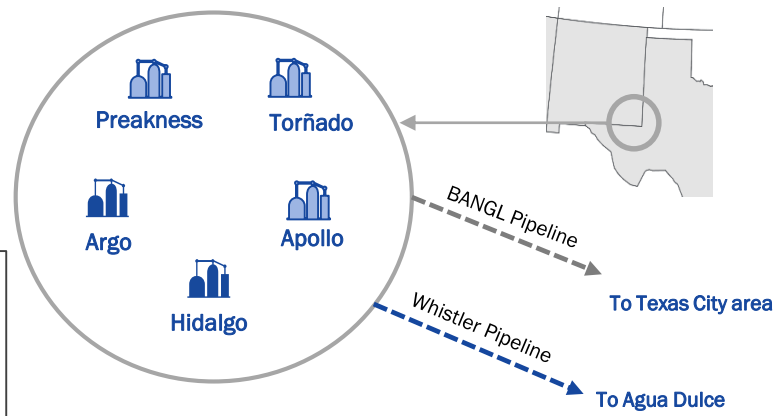 Preakness
Torñado
Argo
Apollo
Hidalgo
BANGL Pipeline
To Texas City area
Whistler Pipeline
To Agua Dulce